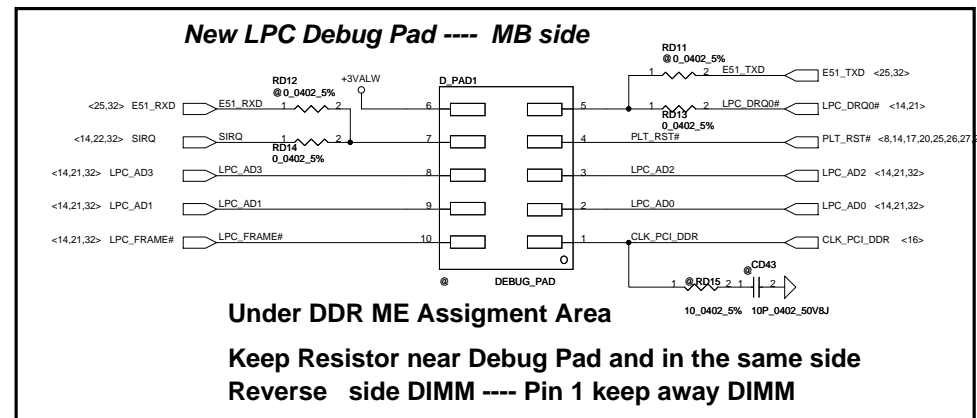 New LPC Debug Pad ---- MB side
RD11
@0_0402_5%
1 2 E51_TXD E51_TXD <25,32>
RD12
@0_0402_5%
+3VALW
D_PAD1
<25,32> E51_RXD E51_RXD 1 2 6 5 1 2 LPC_DRQ0# LPC_DRQ0# <14,21>
RD13
0_0402_5%
<14,22,32> SIRQ SIRQ 1 2 7 4 PLT_RST# PLT_RST# <8,14,17,20,25,26,27,
RD14
0_0402_5%
<14,21,32> LPC_AD3 LPC_AD3 8 3 LPC_AD2 LPC_AD2 <14,21,32>
<14,21,32> LPC_AD1 LPC_AD1 9 2 LPC_AD0 LPC_AD0 <14,21,32>
<14,21,32> LPC_FRAME# LPC_FRAME# 10 1 CLK_PCI_DDR CLK_PCI_DDR <16>
@ DEBUG_PAD
@CD43
1 @RD15 2 1 2
10_0402_5% 10P_0402_50V8J
Under DDR ME Assigment Area
Keep Resistor near Debug Pad and in the same side
Reverse side DIMM ---- Pin 1 keep away DIMM